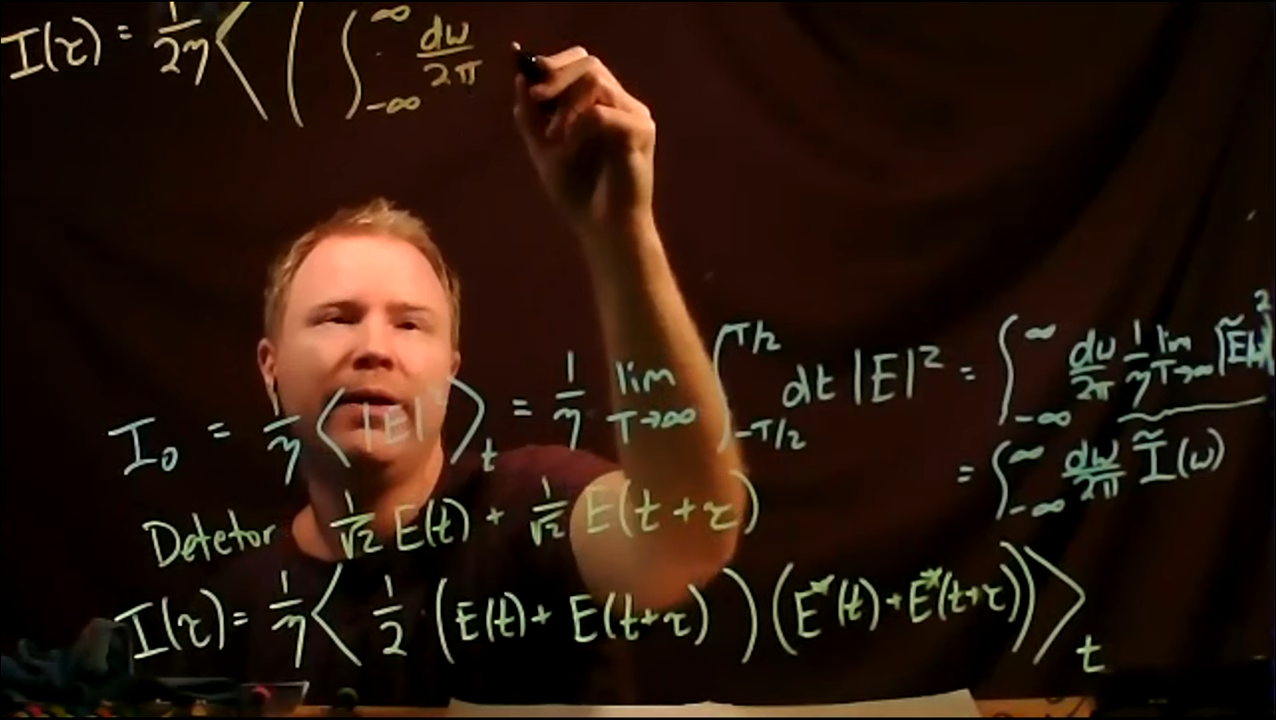 I(τ) = 1/2η ⟨ ( ∫_{-∞}^{∞} dω/2π
I₀ = 1/η ⟨|E|²⟩_t = 1/η lim_{T→∞} ∫_{-T/2}^{T/2} dt |E|² = ∫_{-∞}^{∞} dω/2π 1/η lim_{T→∞} |Ẽ(ω)|²
= ∫_{-∞}^{∞} dω/2π Ĩ(ω)
Detetor 1/√2 E(t) + 1/√2 E(t+τ)
I(τ) = 1/η ⟨ 1/2 (E(t) + E(t+τ)) (E*(t) + E*(t+τ)) ⟩_t